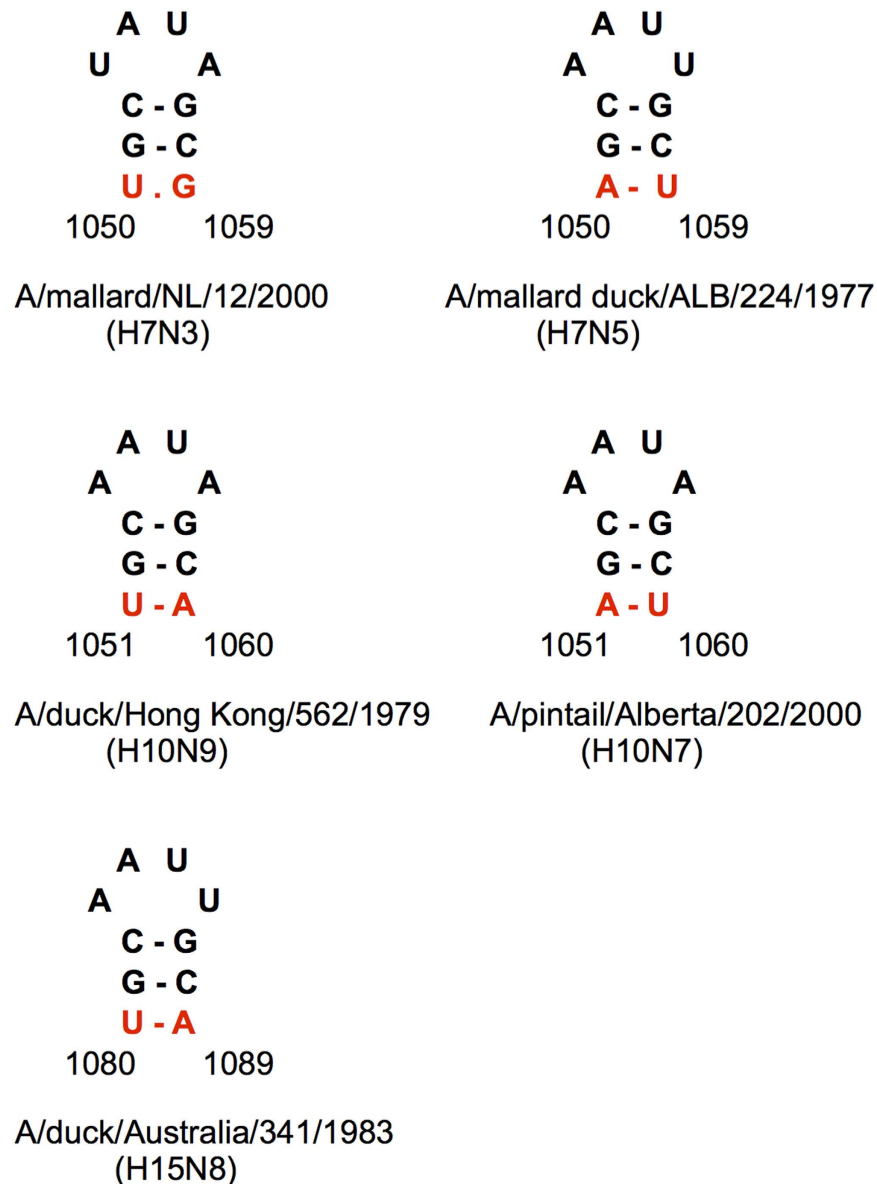 A U
U A
C - G
G - C
U . G
1050 1059
A/mallard/NL/12/2000
(H7N3)
A U
A U
C - G
G - C
A - U
1050 1059
A/mallard duck/ALB/224/1977
(H7N5)
A U
A A
C - G
G - C
U - A
1051 1060
A/duck/Hong Kong/562/1979
(H10N9)
A U
A A
C - G
G - C
A - U
1051 1060
A/pintail/Alberta/202/2000
(H10N7)
A U
A U
C - G
G - C
U - A
1080 1089
A/duck/Australia/341/1983
(H15N8)